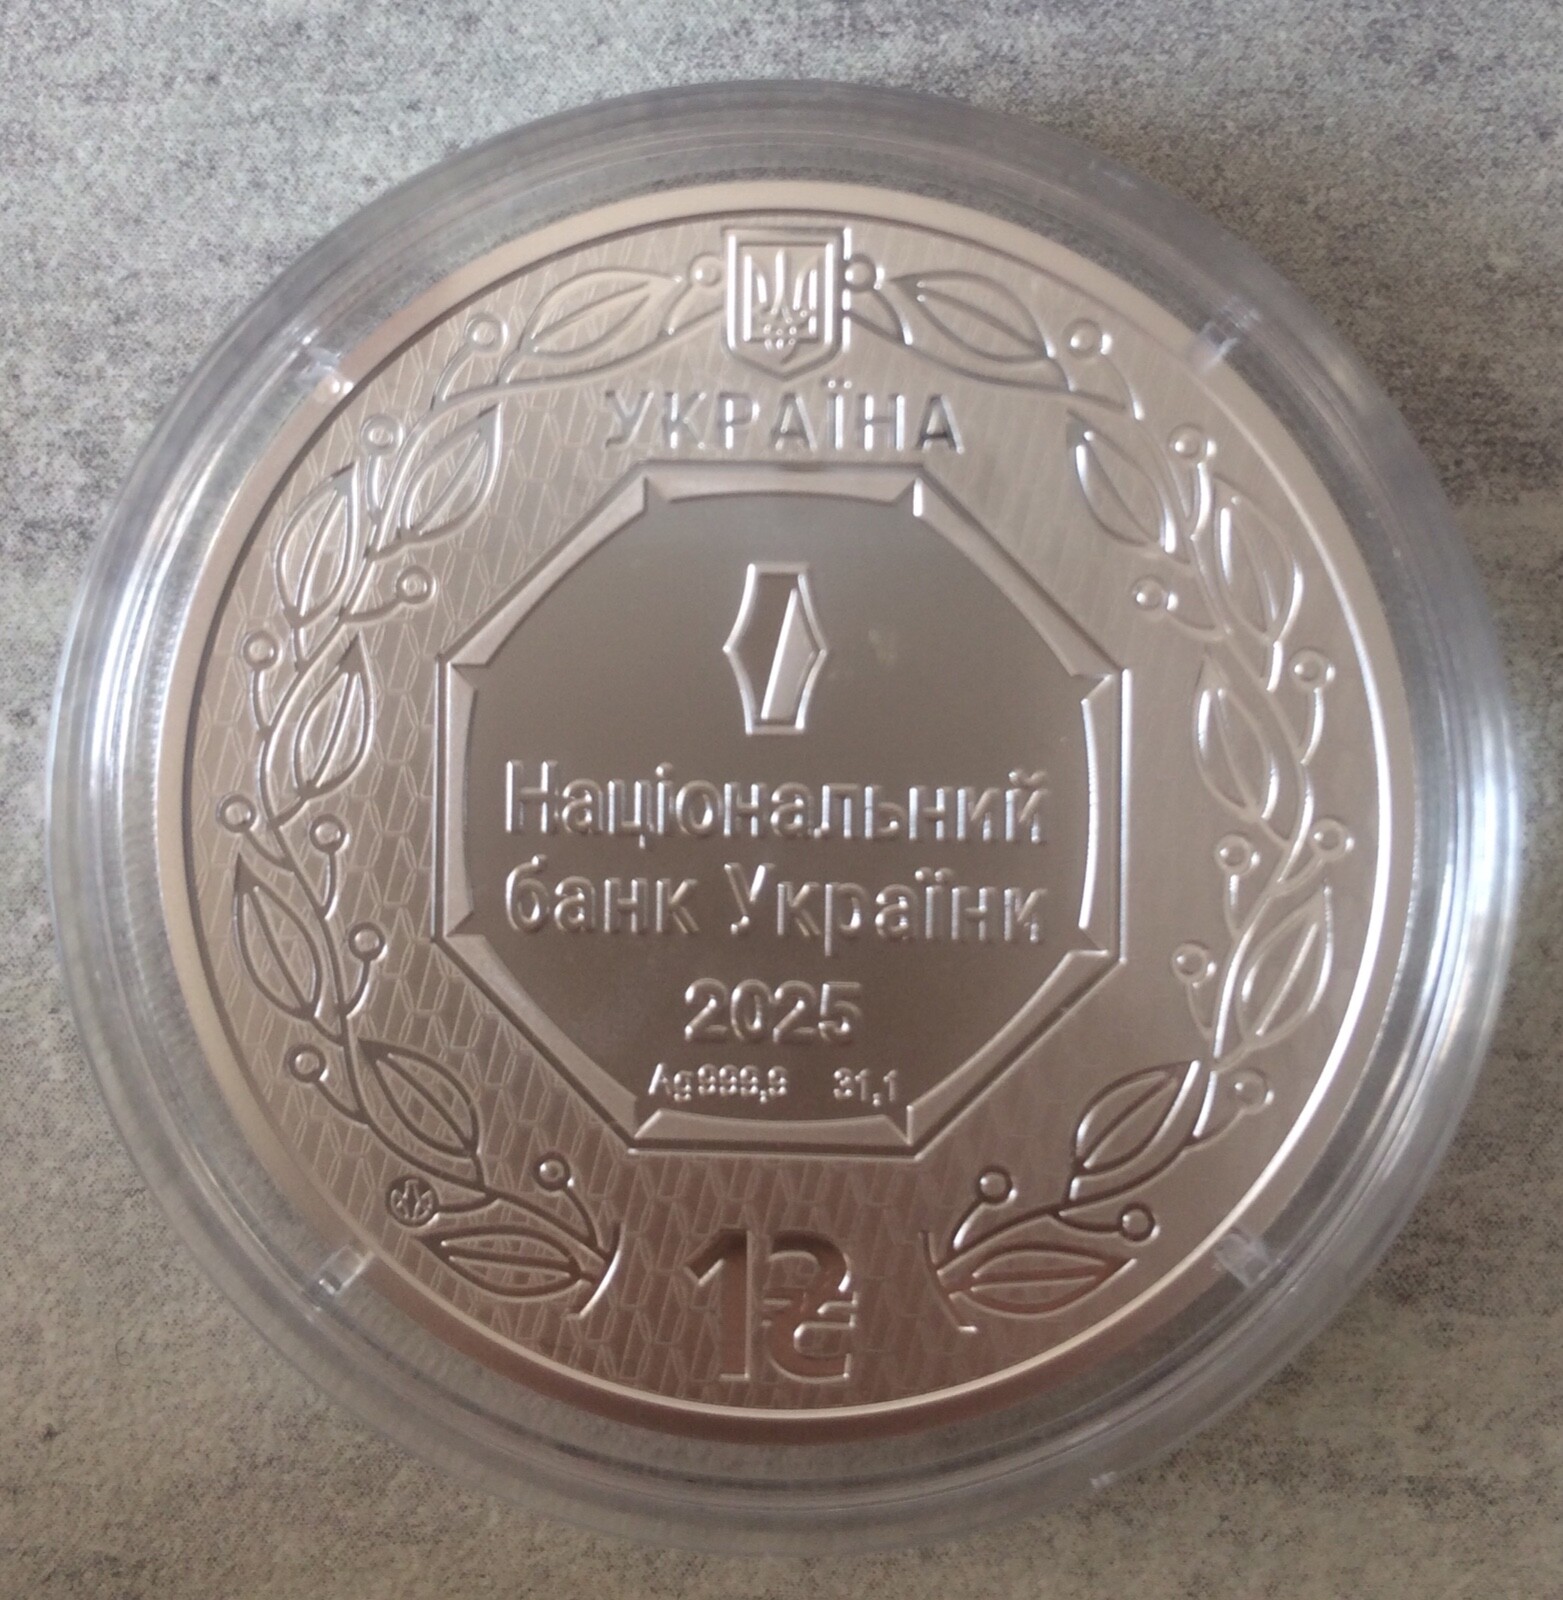 УКРАЇНА
Національний
банк України
2025
Ag 999,9 31,1
1₴